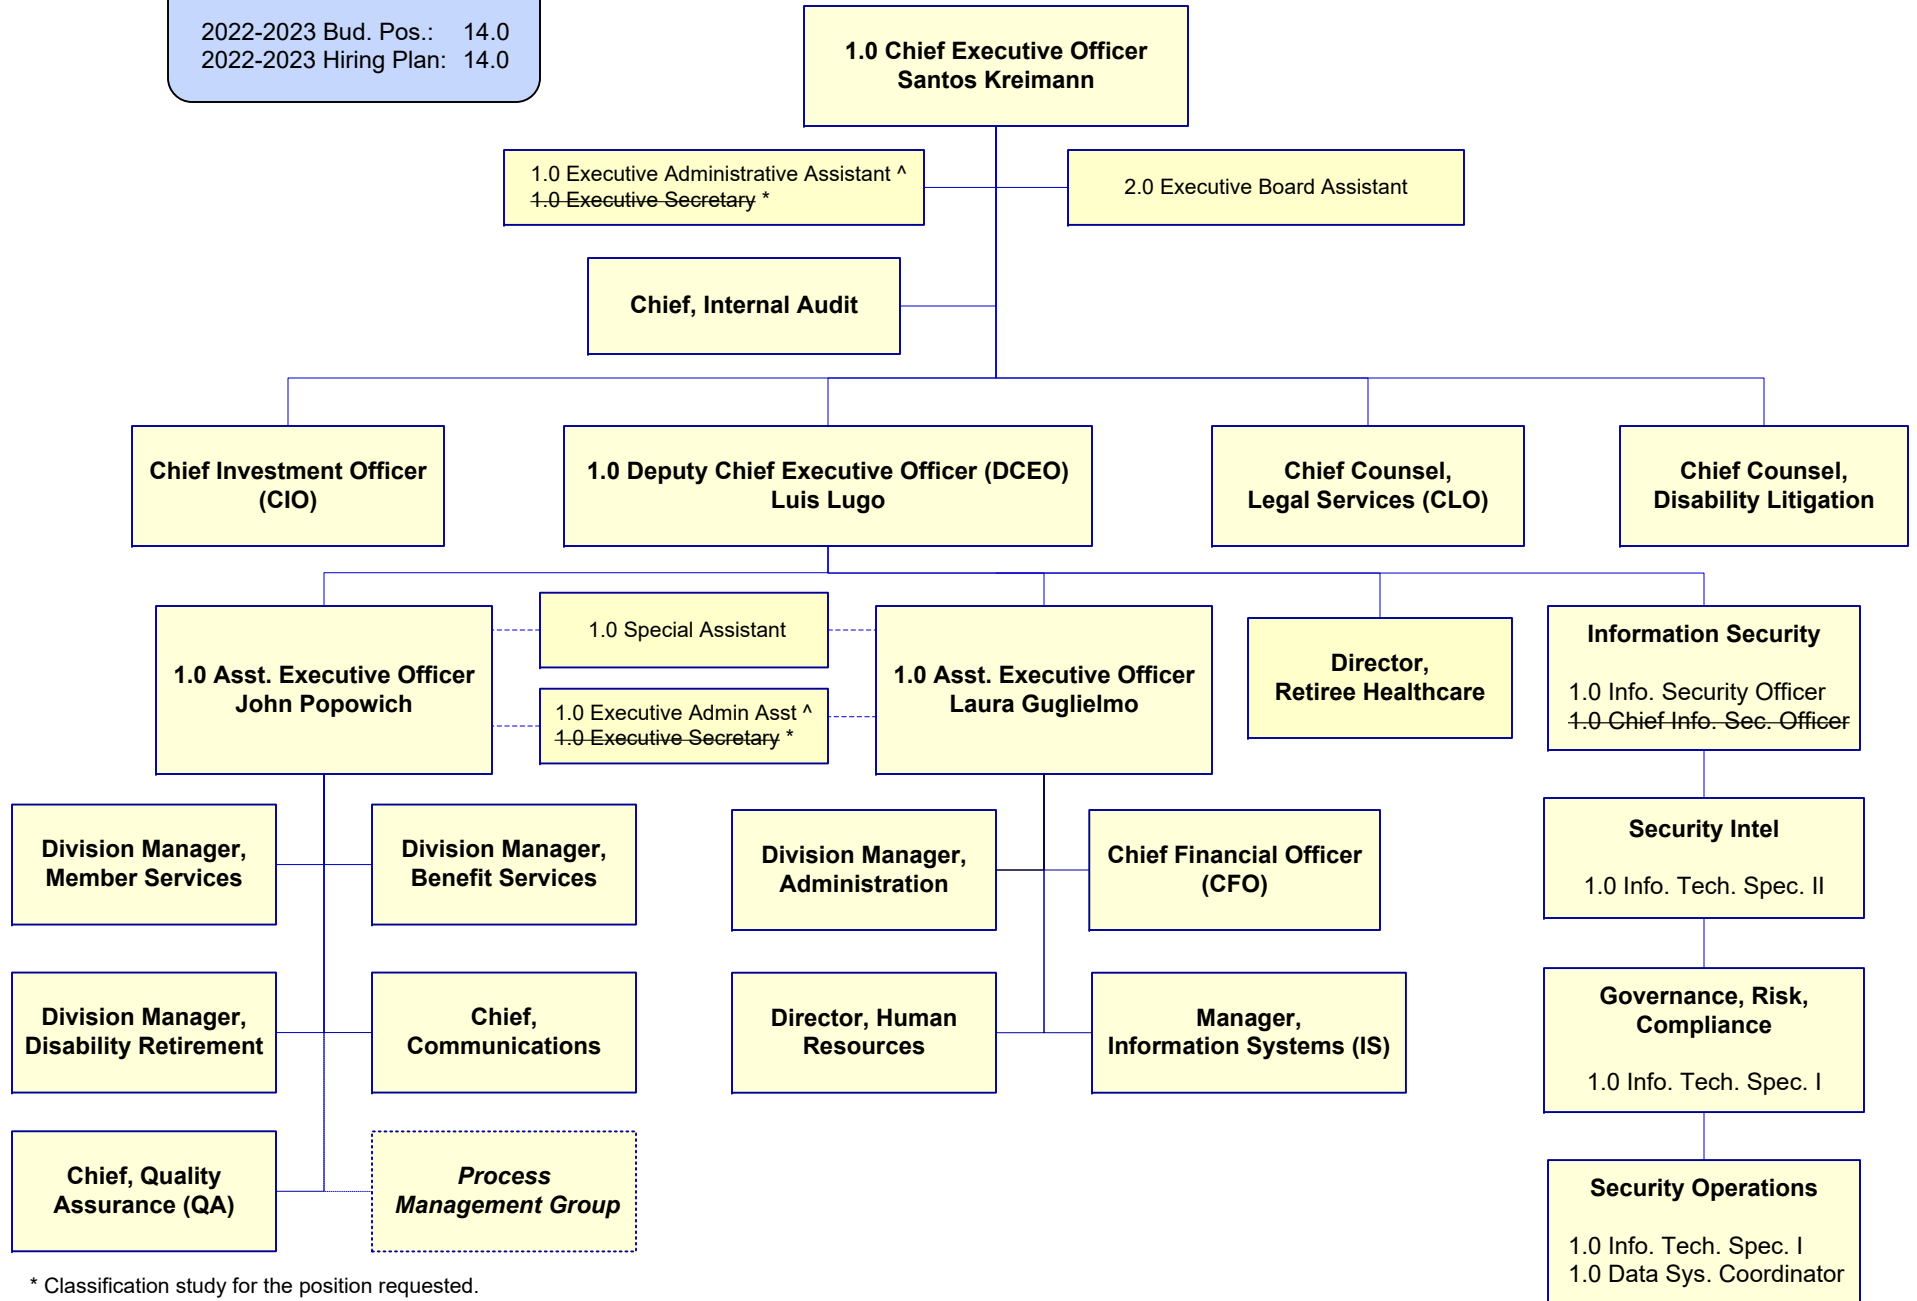 2022-2023 Bud. Pos.: 14.0
2022-2023 Hiring Plan: 14.0
1.0 Chief Executive Officer
Santos Kreimann
1.0 Executive Administrative Assistant ^
1.0 Executive Secretary *
2.0 Executive Board Assistant
Chief, Internal Audit
Chief Investment Officer
(CIO)
1.0 Deputy Chief Executive Officer (DCEO)
Luis Lugo
Chief Counsel,
Legal Services (CLO)
Chief Counsel,
Disability Litigation
1.0 Asst. Executive Officer
John Popowich
1.0 Special Assistant
1.0 Executive Admin Asst ^
1.0 Executive Secretary *
1.0 Asst. Executive Officer
Laura Guglielmo
Director,
Retiree Healthcare
Information Security
1.0 Info. Security Officer
1.0 Chief Info. Sec. Officer
Division Manager,
Member Services
Division Manager,
Benefit Services
Division Manager,
Administration
Chief Financial Officer
(CFO)
Security Intel
1.0 Info. Tech. Spec. II
Division Manager,
Disability Retirement
Chief,
Communications
Director, Human
Resources
Manager,
Information Systems (IS)
Governance, Risk,
Compliance
1.0 Info. Tech. Spec. I
Chief, Quality
Assurance (QA)
Process
Management Group
Security Operations
1.0 Info. Tech. Spec. I
1.0 Data Sys. Coordinator
* Classification study for the position requested.